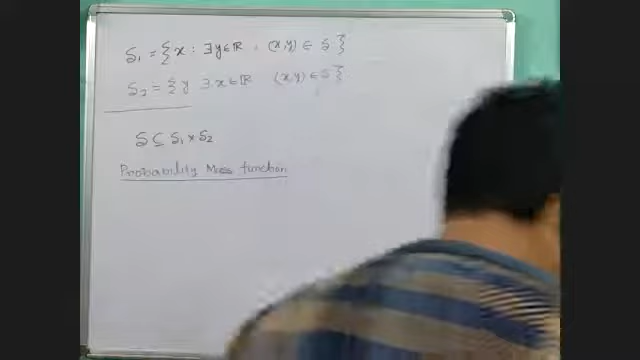 S₁ = { x : ∃ y ∈ ℝ , (x,y) ∈ S }
S₂ = { y ∃ x ∈ ℝ (x,y) ∈ S }
S ⊆ S₁ × S₂
Probability Mass function